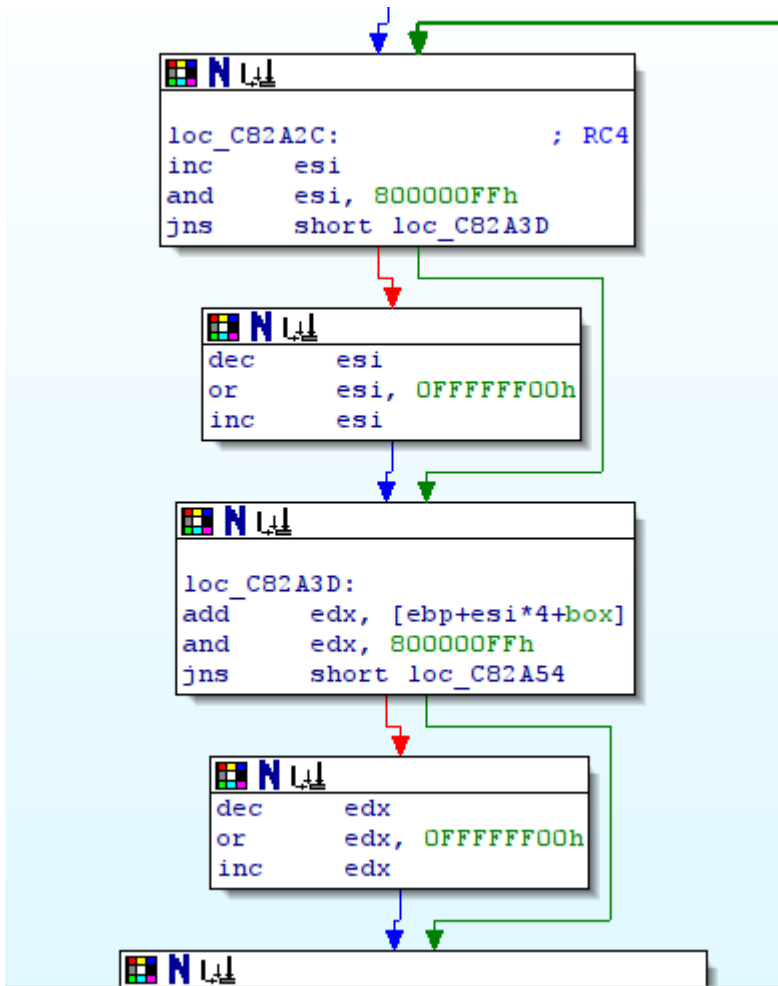 loc_C82A2C: ; RC4
inc esi
and esi, 800000FFh
jns short loc_C82A3D
dec esi
or esi, 0FFFFFF00h
inc esi
loc_C82A3D:
add edx, [ebp+esi*4+box]
and edx, 800000FFh
jns short loc_C82A54
dec edx
or edx, 0FFFFFF00h
inc edx